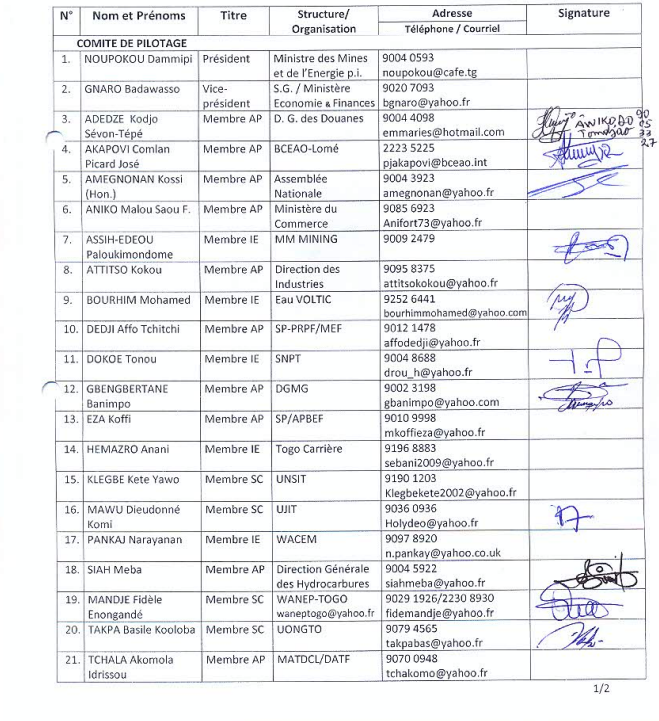 N° Nom et Prénoms Titre Structure/ Organisation Adresse Téléphone / Courriel Signature
COMITE DE PILOTAGE
1. NOUPOKOU Dammipi Président Ministre des Mines 9004 0593
et de l'Energie p.i. noupokou@cafe.tg
2. GNARO Badawasso Vice- S.G. / Ministère 9020 7093
président Economie & Finances bgnaro@yahoo.fr
3. ADEDZE Kodjo Membre AP D. G. des Douanes 9004 4098
Sévon-Tépé emmaries@hotmail.com
4. AKAPOVI Comlan Membre AP BCEAO-Lomé 2223 5225
Picard José pjakapovi@bceao.int
5. AMEGNONAN Kossi Membre AP Assemblée 9004 3923
(Hon.) Nationale amegnonan@yahoo.fr
6. ANIKO Malou Saou F. Membre AP Ministère du 9085 6923
Commerce Anifort73@yahoo.fr
7. ASSIH-EDEOU Membre IE MM MINING 9009 2479
Paloukimondome
8. ATTITSO Kokou Membre AP Direction des 9095 8375
Industries attitsokokou@yahoo.fr
9. BOURHIM Mohamed Membre IE Eau VOLTIC 9252 6441
bourhimmohamed@yahoo.com
10. DEDJI Affo Tchitchi Membre AP SP-PRPF/MEF 9012 1478
affodedji@yahoo.fr
11. DOKOE Tonou Membre IE SNPT 9004 8688
drou_h@yahoo.fr
12. GBENGBERTANE Membre AP DGMG 9002 3198
Banimpo gbanimpo@yahoo.com
13. EZA Koffi Membre AP SP/APBEF 9010 9998
mkoffieza@yahoo.fr
14. HEMAZRO Anani Membre IE Togo Carrière 9196 8883
sebani2009@yahoo.fr
15. KLEGBE Kete Yawo Membre SC UNSIT 9190 1203
Klegbekete2002@yahoo.fr
16. MAWU Dieudonné Membre SC UJIT 9036 0936
Komi Holydeo@yahoo.fr
17. PANKAJ Narayanan Membre IE WACEM 9097 8920
n.pankay@yahoo.co.uk
18. SIAH Meba Membre AP Direction Générale 9004 5922
des Hydrocarbures siahmeba@yahoo.fr
19. MANDJE Fidèle Membre SC WANEP-TOGO 9029 1926/2230 8930
Enongandé waneptogo@yahoo.fr fidemandje@yahoo.fr
20. TAKPA Basile Kooloba Membre SC UONGTO 9079 4565
takpabas@yahoo.fr
21. TCHALA Akomola Membre AP MATDCL/DATF 9070 0948
Idrissou tchakomo@yahoo.fr
1/2